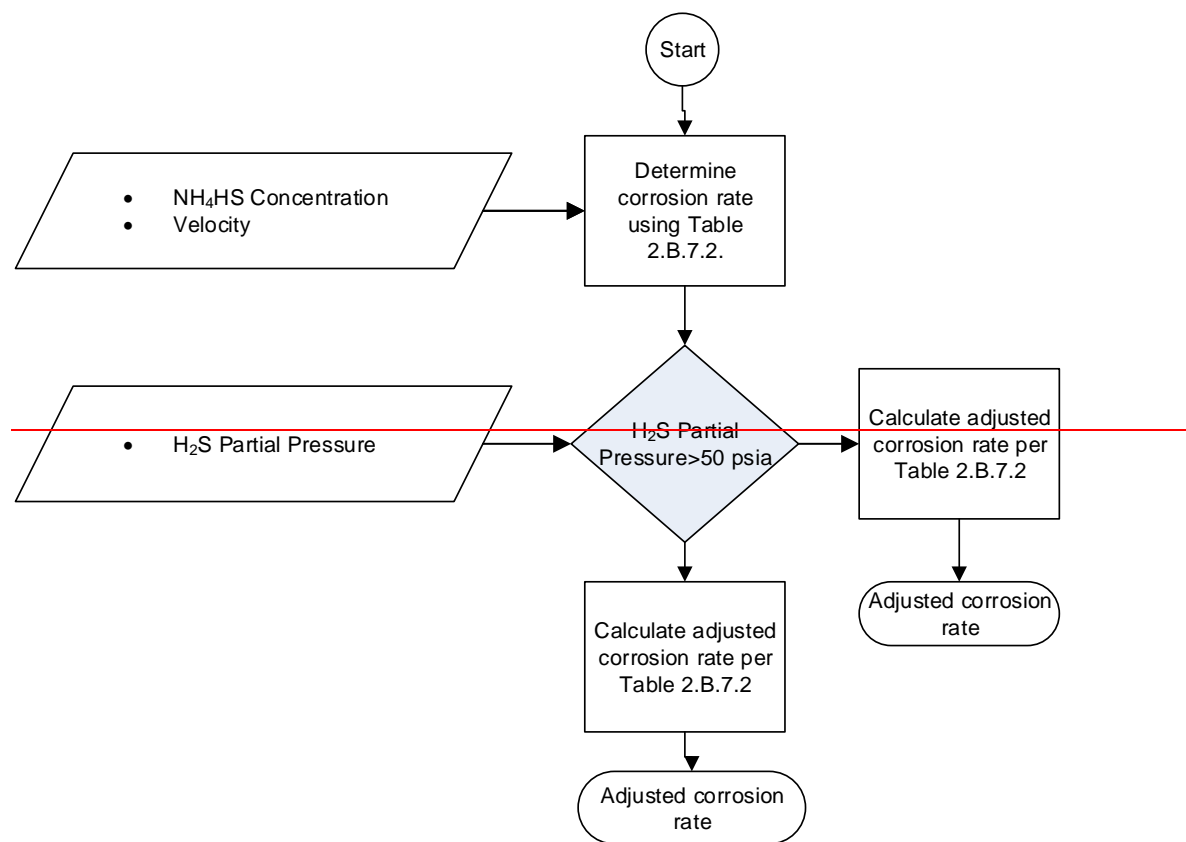 Start
Determine
corrosion rate
using Table
2.B.7.2.
• NH₄HS Concentration
• Velocity
• H₂S Partial Pressure
H₂S Partial
Pressure>50 psia
Calculate adjusted
corrosion rate per
Table 2.B.7.2
Adjusted corrosion
rate
Calculate adjusted
corrosion rate per
Table 2.B.7.2
Adjusted corrosion
rate